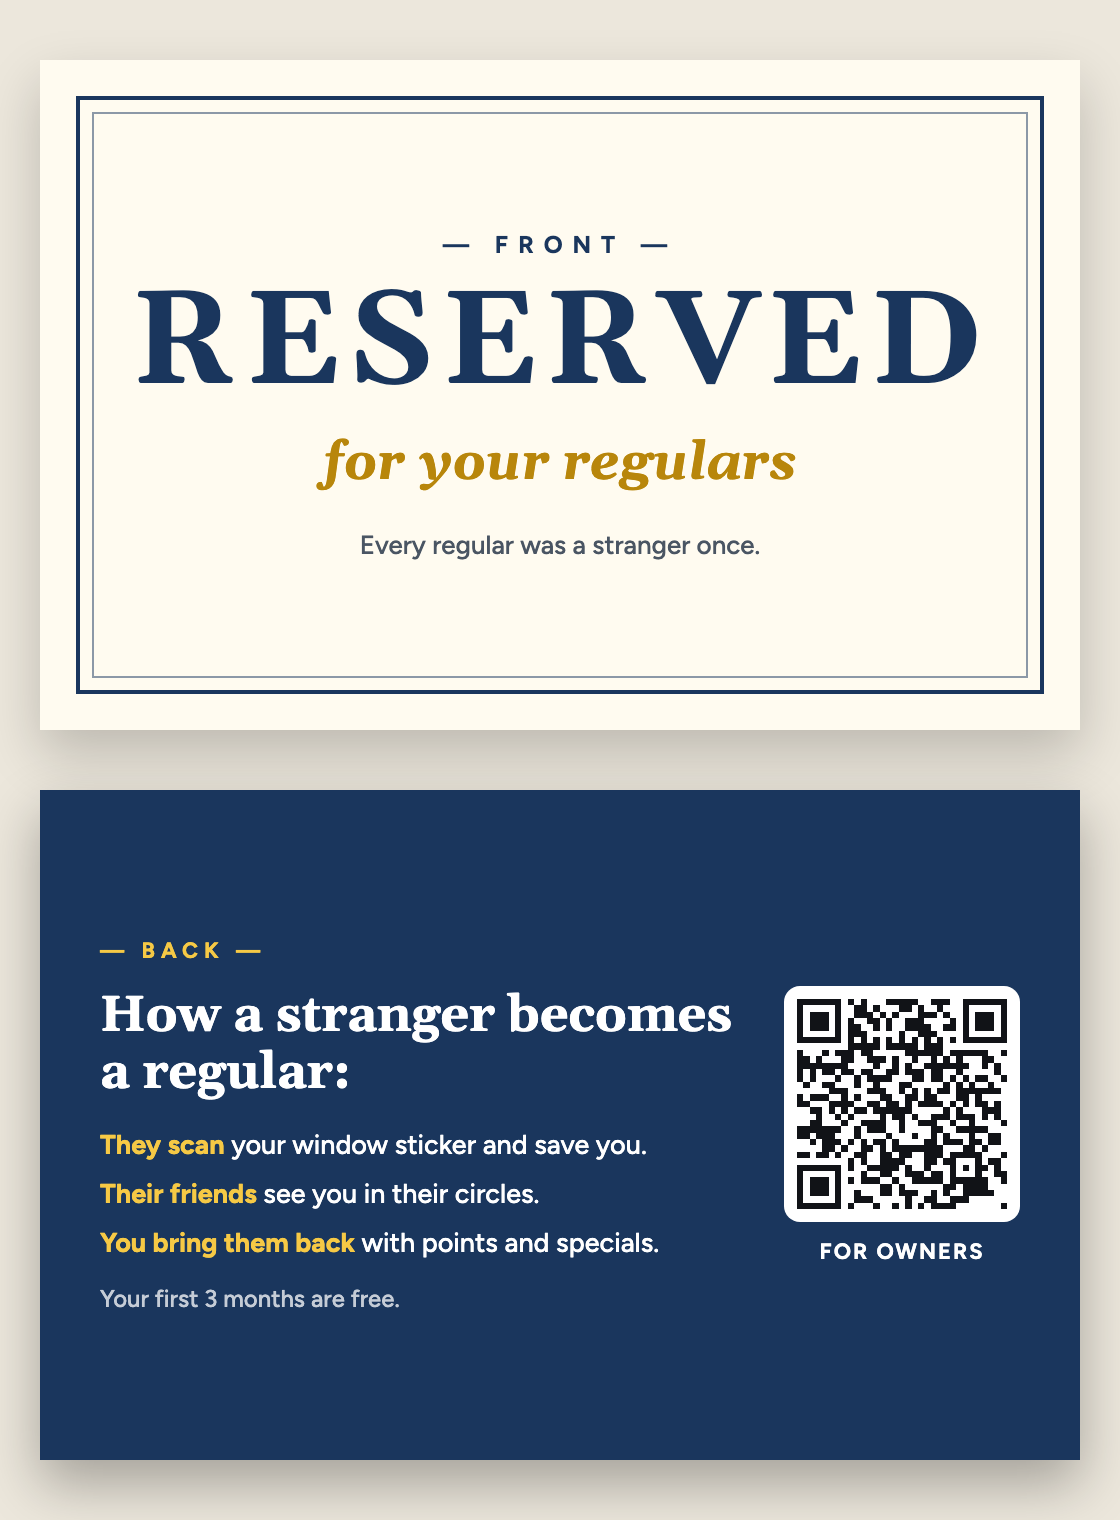 — FRONT —
RESERVED
for your regulars
Every regular was a stranger once.
— BACK —
How a stranger becomes
a regular:
They scan your window sticker and save you.
Their friends see you in their circles.
You bring them back with points and specials.
Your first 3 months are free.
FOR OWNERS